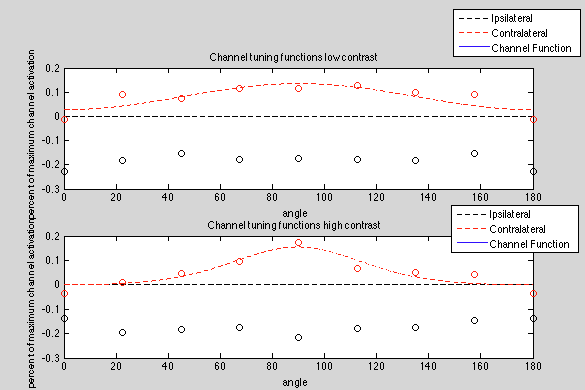 Ipsilateral
Contralateral
Channel Function
Channel tuning functions low contrast
percent of maximum channel activation
0.2
0.1
0
-0.1
-0.2
-0.3
0 20 40 60 80 100 120 140 160 180
angle
Ipsilateral
Contralateral
Channel Function
Channel tuning functions high contrast
percent of maximum channel activation
0.2
0.1
0
-0.1
-0.2
-0.3
0 20 40 60 80 100 120 140 160 180
angle